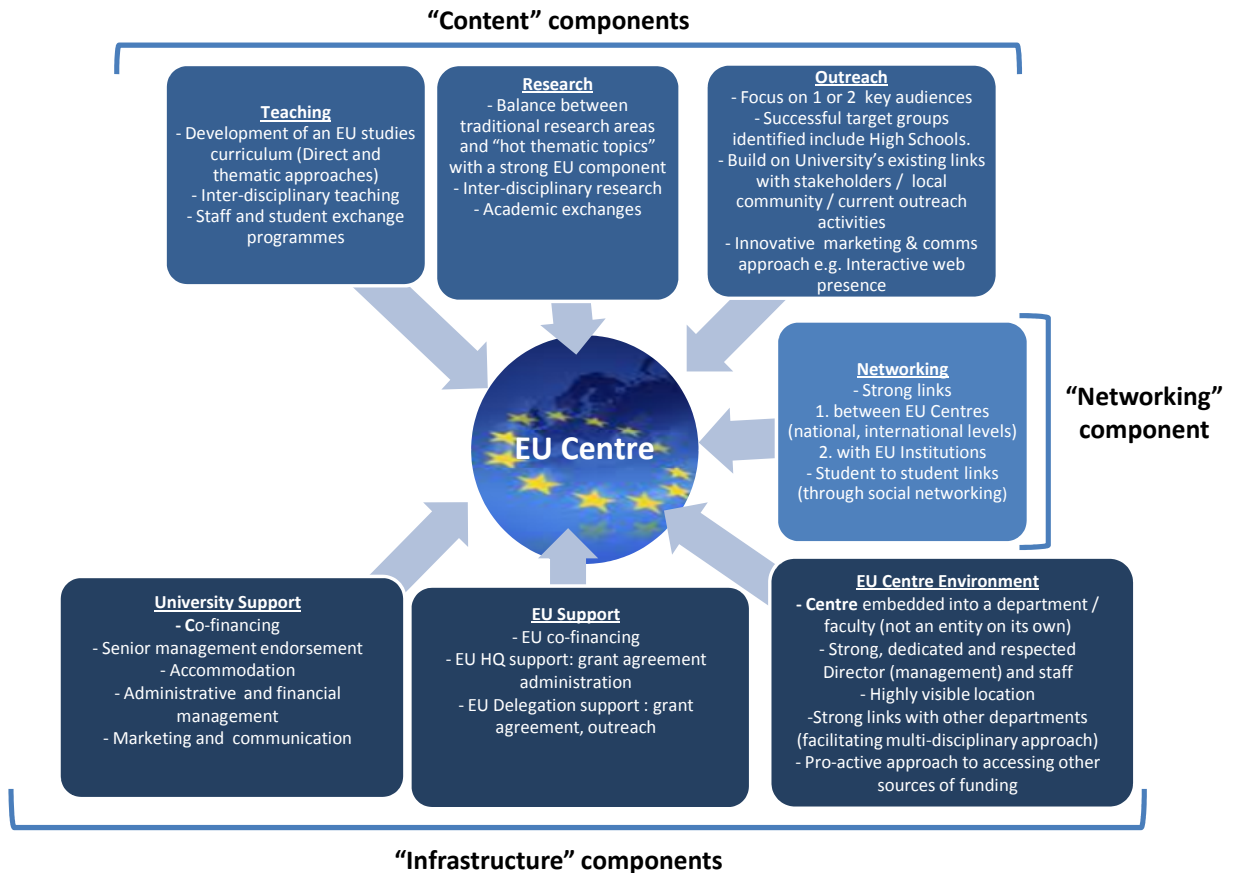 “Content” components
Teaching
- Development of an EU studies
curriculum (Direct and
thematic approaches)
- Inter-disciplinary teaching
- Staff and student exchange
programmes
Research
- Balance between
traditional research areas
and “hot thematic topics”
with a strong EU component
- Inter-disciplinary research
- Academic exchanges
Outreach
- Focus on 1 or 2 key audiences
- Successful target groups
identified include High Schools.
- Build on University’s existing links
with stakeholders / local
community / current outreach
activities
- Innovative marketing & comms
approach e.g. Interactive web
presence
EU Centre
Networking
- Strong links
1. between EU Centres
(national, international levels)
2. with EU Institutions
- Student to student links
(through social networking)
“Networking”
component
University Support
- Co-financing
- Senior management endorsement
- Accommodation
- Administrative and financial
management
- Marketing and communication
EU Support
- EU co-financing
- EU HQ support: grant agreement
administration
- EU Delegation support : grant
agreement, outreach
EU Centre Environment
- Centre embedded into a department /
faculty (not an entity on its own)
- Strong, dedicated and respected
Director (management) and staff
- Highly visible location
-Strong links with other departments
(facilitating multi-disciplinary approach)
- Pro-active approach to accessing other
sources of funding
“Infrastructure” components